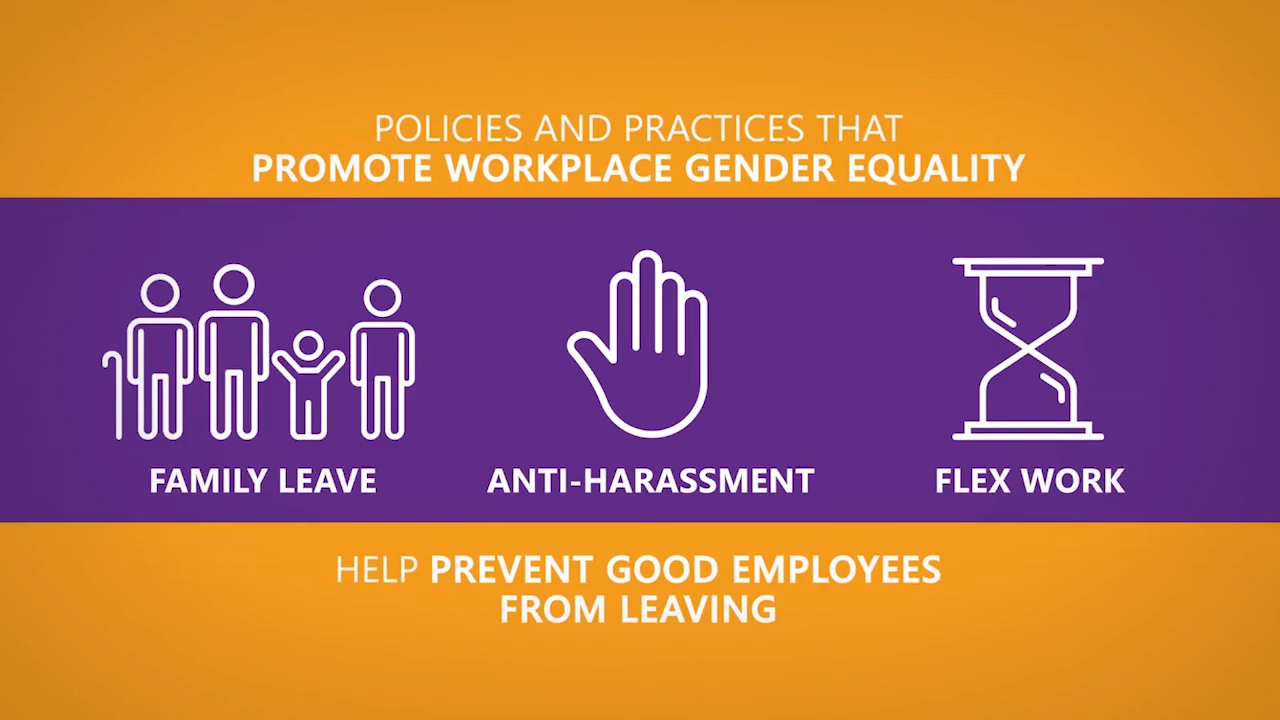 POLICIES AND PRACTICES THAT
PROMOTE WORKPLACE GENDER EQUALITY
FAMILY LEAVE
ANTI-HARASSMENT
FLEX WORK
HELP PREVENT GOOD EMPLOYEES
FROM LEAVING